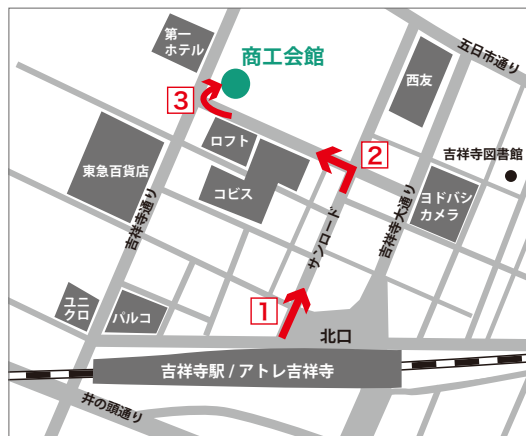 第一
ホテル
商工会館
五日市通り
西友
3
ロフト
2
吉祥寺図書館
東急百貨店
コピス
ヨドバシ
カメラ
吉祥寺通り
サンロード
吉祥寺大通り
1
ユニ
クロ
パルコ
北口
吉祥寺駅 / アトレ吉祥寺
井の頭通り